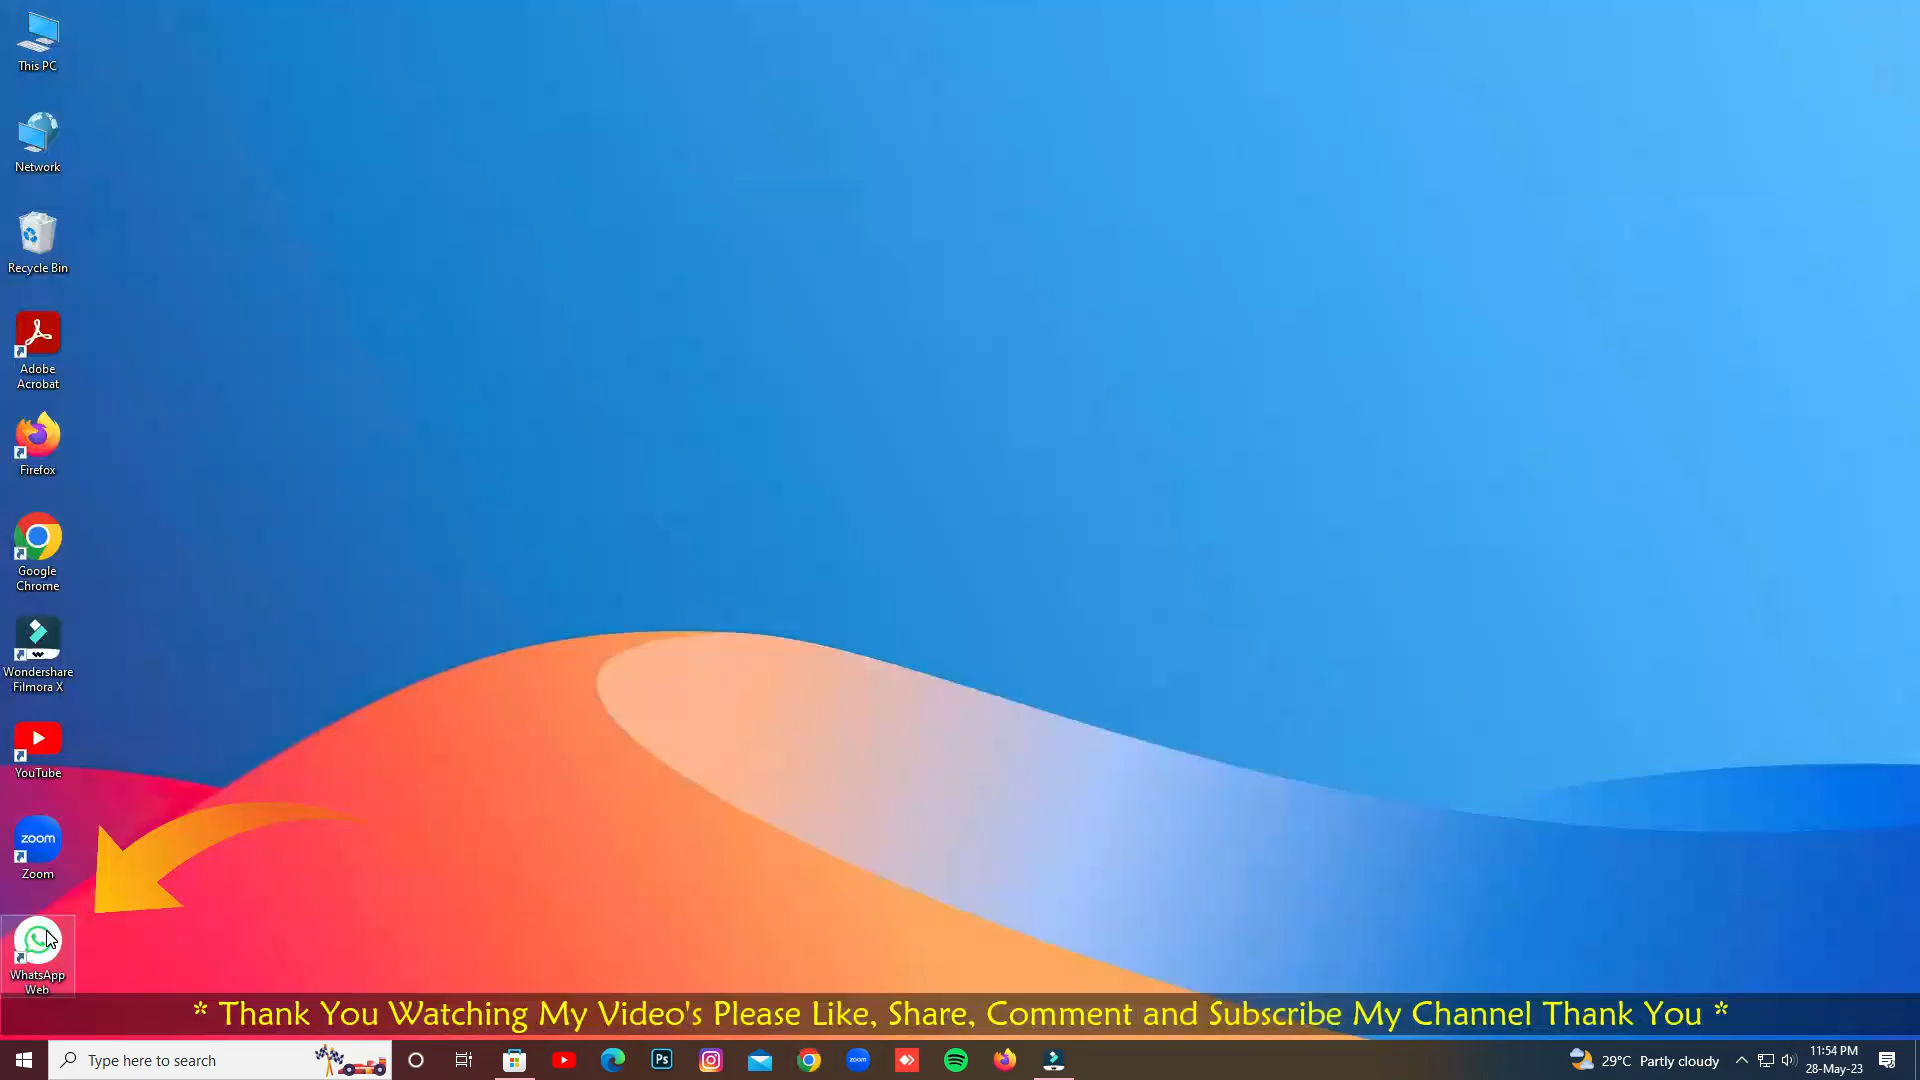 This PC
Network
Recycle Bin
Adobe
Acrobat
Firefox
Google
Chrome
Wondershare
Filmora X
YouTube
zoom
Zoom
WhatsApp
Web
* Thank You Watching My Video's Please Like, Share, Comment and Subscribe My Channel Thank You *
Type here to search
Ps
zoom
29°C Partly cloudy
11:54 PM
28-May-23